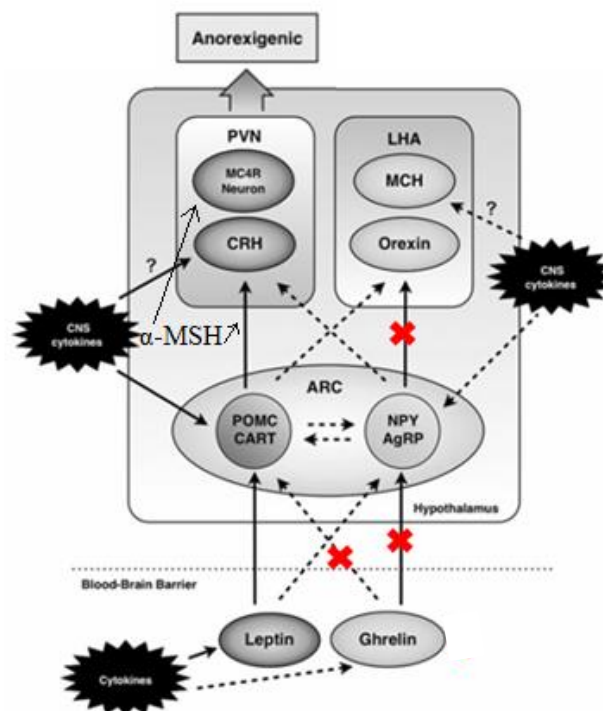 Anorexigenic
PVN
LHA
MC4R
Neuron
MCH
?
CRH
Orexin
?
CNS
cytokines
CNS
cytokines
α-MSH
ARC
POMC
CART
NPY
AgRP
Hypothalamus
Blood-Brain Barrier
Leptin
Ghrelin
Cytokines